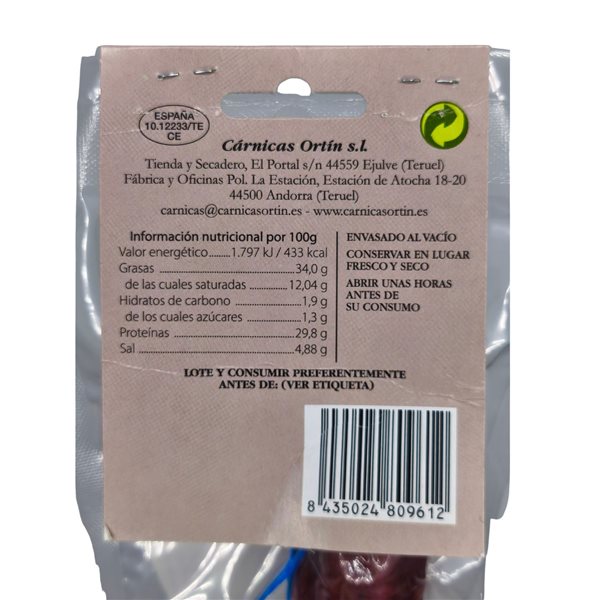 ESPAÑA
10.12233/TE
CE
Cárnicas Ortín s.l.
Tienda y Secadero, El Portal s/n 44559 Ejulve (Teruel)
Fábrica y Oficinas Pol. La Estación, Estación de Atocha 18-20
44500 Andorra (Teruel)
carnicas@carnicasortin.es - www.carnicasortin.es
Información nutricional por 100g
Valor energético.......1.797 kJ / 433 kcal
Grasas ....................................34,0 g
de las cuales saturadas ............12,04 g
Hidratos de carbono ................1,9 g
de los cuales azúcares ..............1,3 g
Proteínas ................................29,8 g
Sal ..........................................4,88 g
ENVASADO AL VACÍO
CONSERVAR EN LUGAR
FRESCO Y SECO
ABRIR UNAS HORAS
ANTES DE
SU CONSUMO
LOTE Y CONSUMIR PREFERENTEMENTE
ANTES DE: (VER ETIQUETA)
8 435024 809612